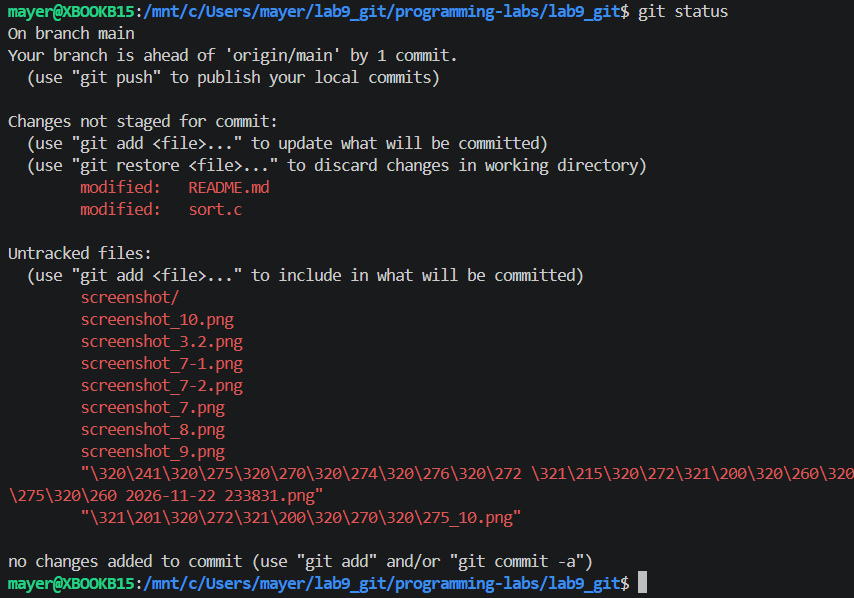 mayer@XBOOKB15:/mnt/c/Users/mayer/lab9_git/programming-labs/lab9_git$ git status
On branch main
Your branch is ahead of 'origin/main' by 1 commit.
  (use "git push" to publish your local commits)
Changes not staged for commit:
  (use "git add <file>..." to update what will be committed)
  (use "git restore <file>..." to discard changes in working directory)
        modified:   README.md
        modified:   sort.c
Untracked files:
  (use "git add <file>..." to include in what will be committed)
        screenshot/
        screenshot_10.png
        screenshot_3.2.png
        screenshot_7-1.png
        screenshot_7-2.png
        screenshot_7.png
        screenshot_8.png
        screenshot_9.png
        "\320\241\320\275\320\270\320\274\320\276\320\272 \321\215\320\272\321\200\320\260\320
\275\320\260 2026-11-22 233831.png"
        "\321\201\320\272\321\200\320\270\320\275_10.png"
no changes added to commit (use "git add" and/or "git commit -a")
mayer@XBOOKB15:/mnt/c/Users/mayer/lab9_git/programming-labs/lab9_git$